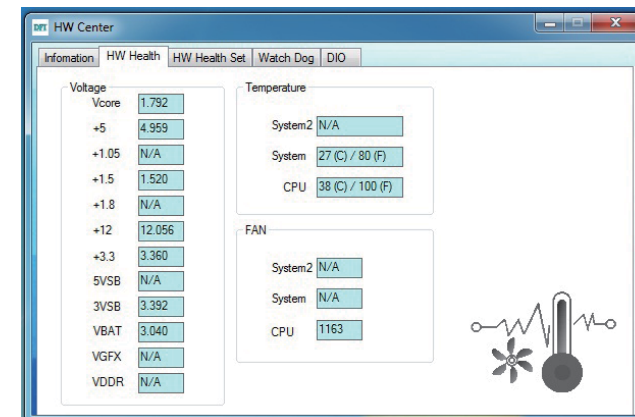 DFI HW Center
Infomation HW Health HW Health Set Watch Dog DIO
Voltage
Vcore 1.792
+5 4.959
+1.05 N/A
+1.5 1.520
+1.8 N/A
+12 12.056
+3.3 3.360
5VSB N/A
3VSB 3.392
VBAT 3.040
VGFX N/A
VDDR N/A
Temperature
System2 N/A
System 27 (C) / 80 (F)
CPU 38 (C) / 100 (F)
FAN
System2 N/A
System N/A
CPU 1163